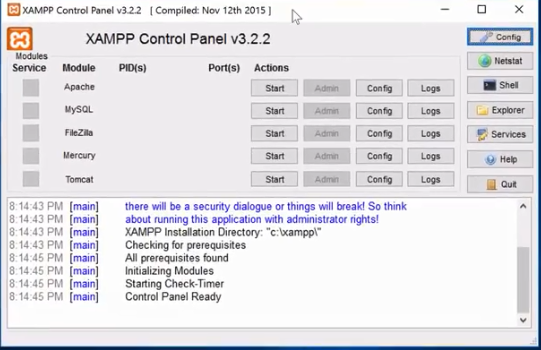 XAMPP Control Panel v3.2.2 [ Compiled: Nov 12th 2015 ]
XAMPP Control Panel v3.2.2
Config
Modules
Service Module PID(s) Port(s) Actions
Netstat
Apache Start Admin Config Logs
Shell
MySQL Start Admin Config Logs
Explorer
FileZilla Start Admin Config Logs
Services
Mercury Start Admin Config Logs
Help
Tomcat Start Admin Config Logs
Quit
8:14:43 PM [main] there will be a security dialogue or things will break! So think
8:14:43 PM [main] about running this application with administrator rights!
8:14:43 PM [main] XAMPP Installation Directory: "c:\xampp\"
8:14:43 PM [main] Checking for prerequisites
8:14:45 PM [main] All prerequisites found
8:14:45 PM [main] Initializing Modules
8:14:45 PM [main] Starting Check-Timer
8:14:45 PM [main] Control Panel Ready